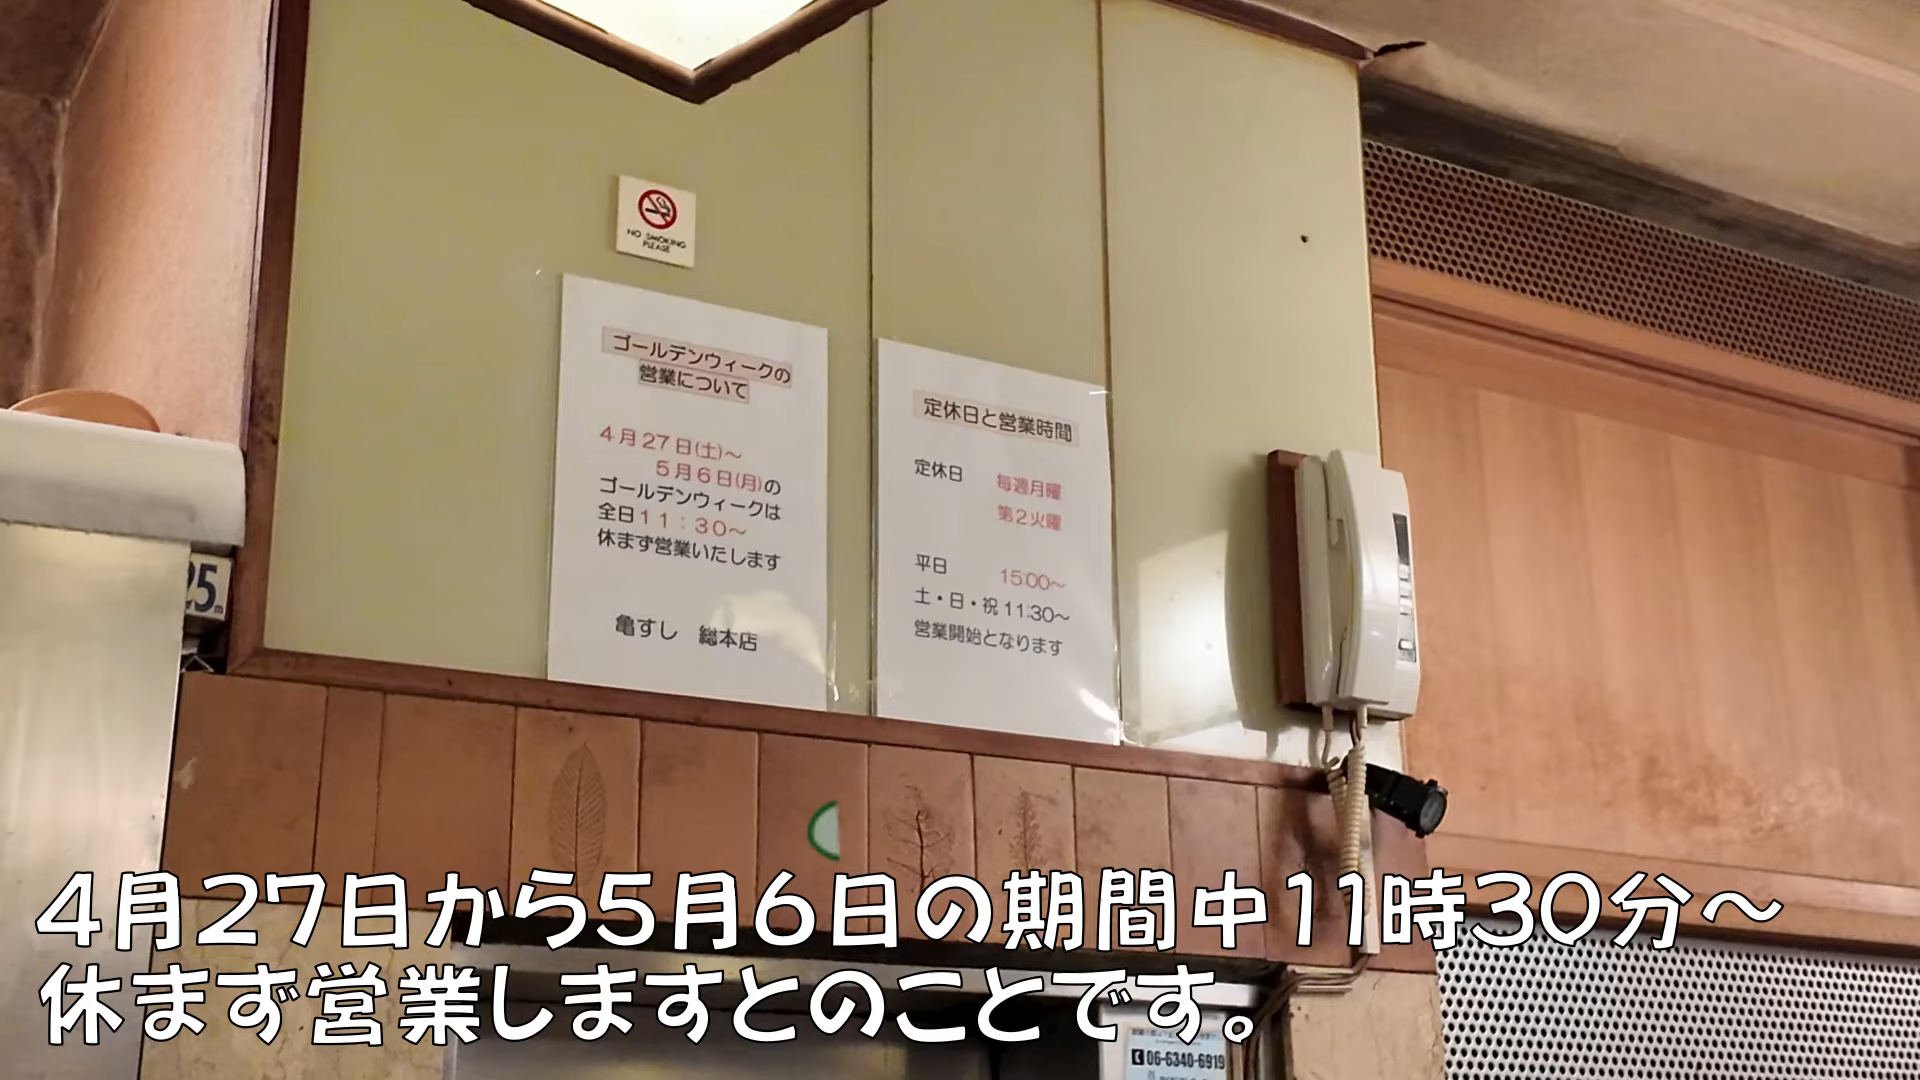 NO SMOKING
PLEASE
ゴールデンウィークの
営業について
4月27日(土)～
5月6日(月)の
ゴールデンウィークは
全日11：30～
休まず営業いたします
亀すし 総本店
定休日と営業時間
定休日 毎週月曜
第2火曜
平日 15:00～
土・日・祝 11:30～
営業開始となります
25m
4月27日から5月6日の期間中11時30分～
休まず営業しますとのことです。
06-6340-6919